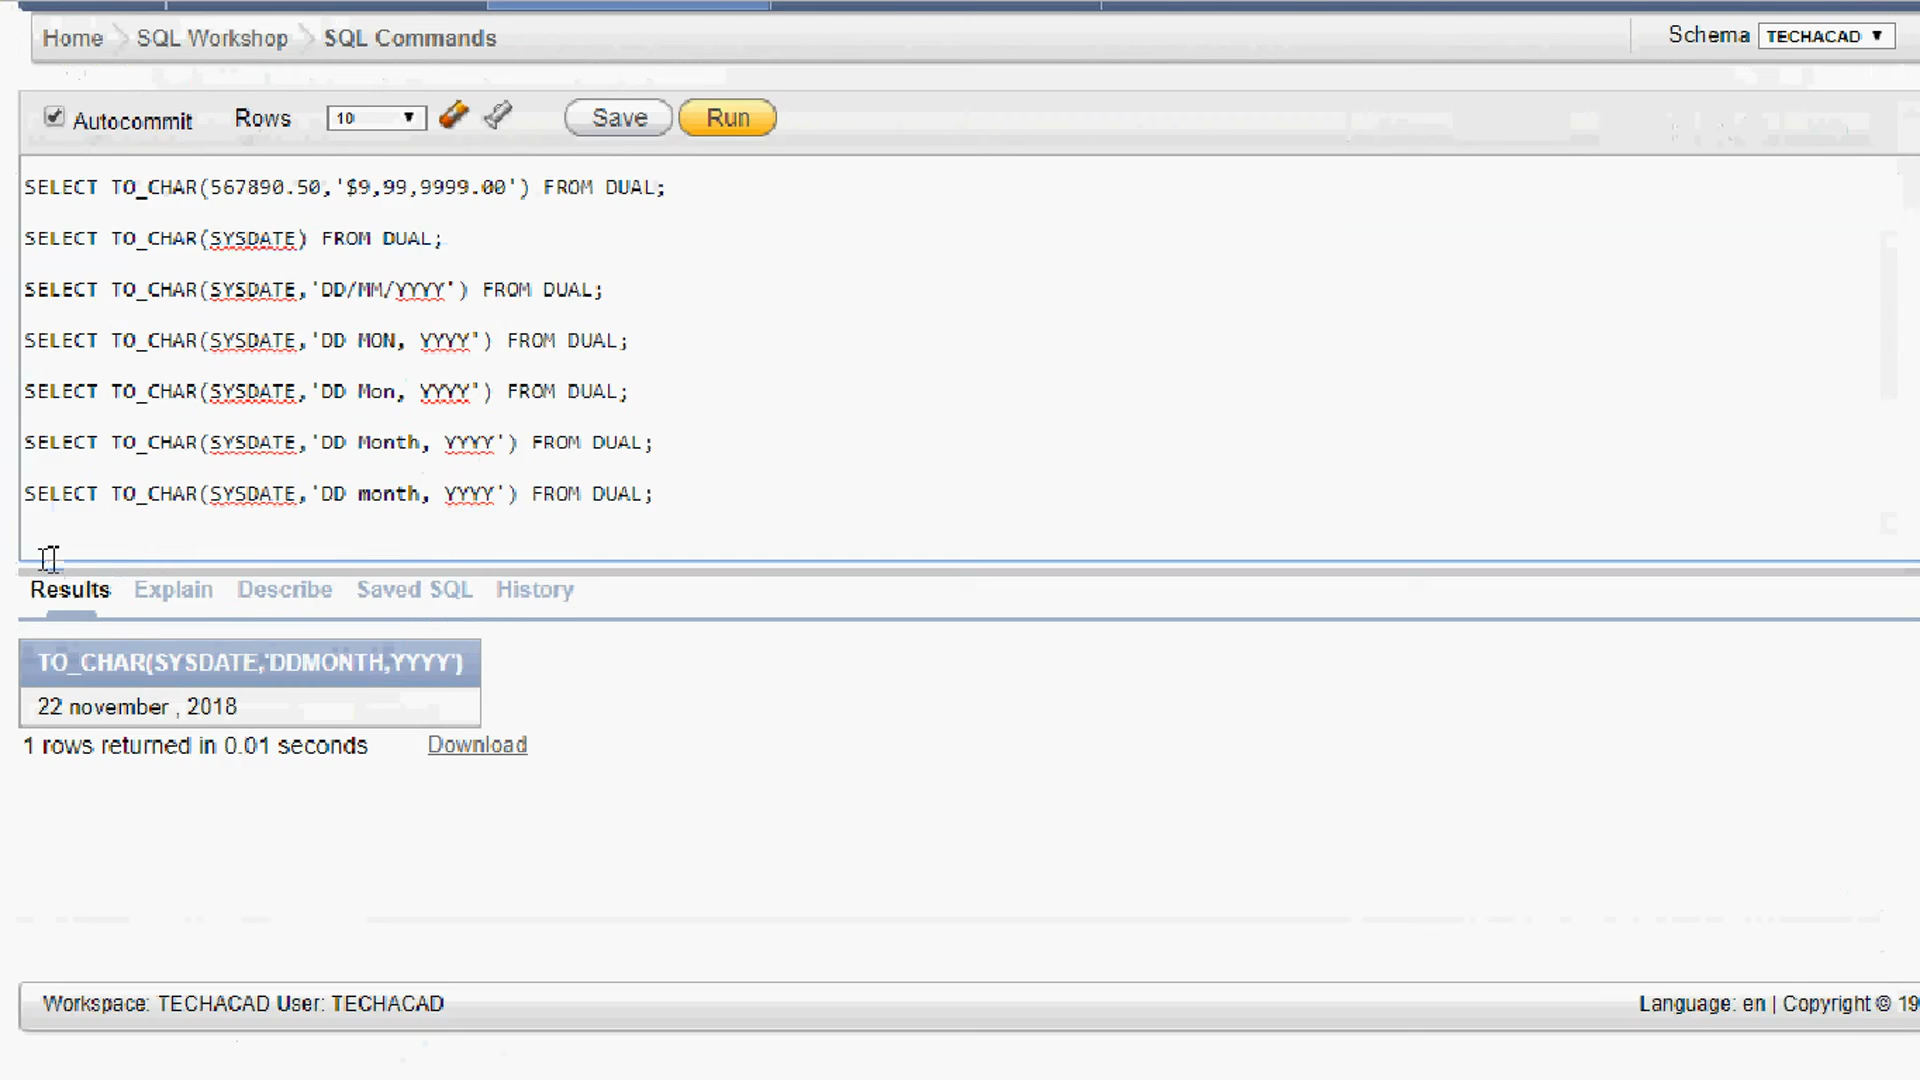 Home SQL Workshop SQL Commands Schema TECHACAD
Autocommit Rows 10 Save Run
SELECT TO_CHAR(567890.50,'$9,99,9999.00') FROM DUAL;
SELECT TO_CHAR(SYSDATE) FROM DUAL;
SELECT TO_CHAR(SYSDATE,'DD/MM/YYYY') FROM DUAL;
SELECT TO_CHAR(SYSDATE,'DD MON, YYYY') FROM DUAL;
SELECT TO_CHAR(SYSDATE,'DD Mon, YYYY') FROM DUAL;
SELECT TO_CHAR(SYSDATE,'DD Month, YYYY') FROM DUAL;
SELECT TO_CHAR(SYSDATE,'DD month, YYYY') FROM DUAL;
Results Explain Describe Saved SQL History
TO_CHAR(SYSDATE,'DDMONTH,YYYY')
22 november , 2018
1 rows returned in 0.01 seconds Download
Workspace: TECHACAD User: TECHACAD Language: en | Copyright © 19